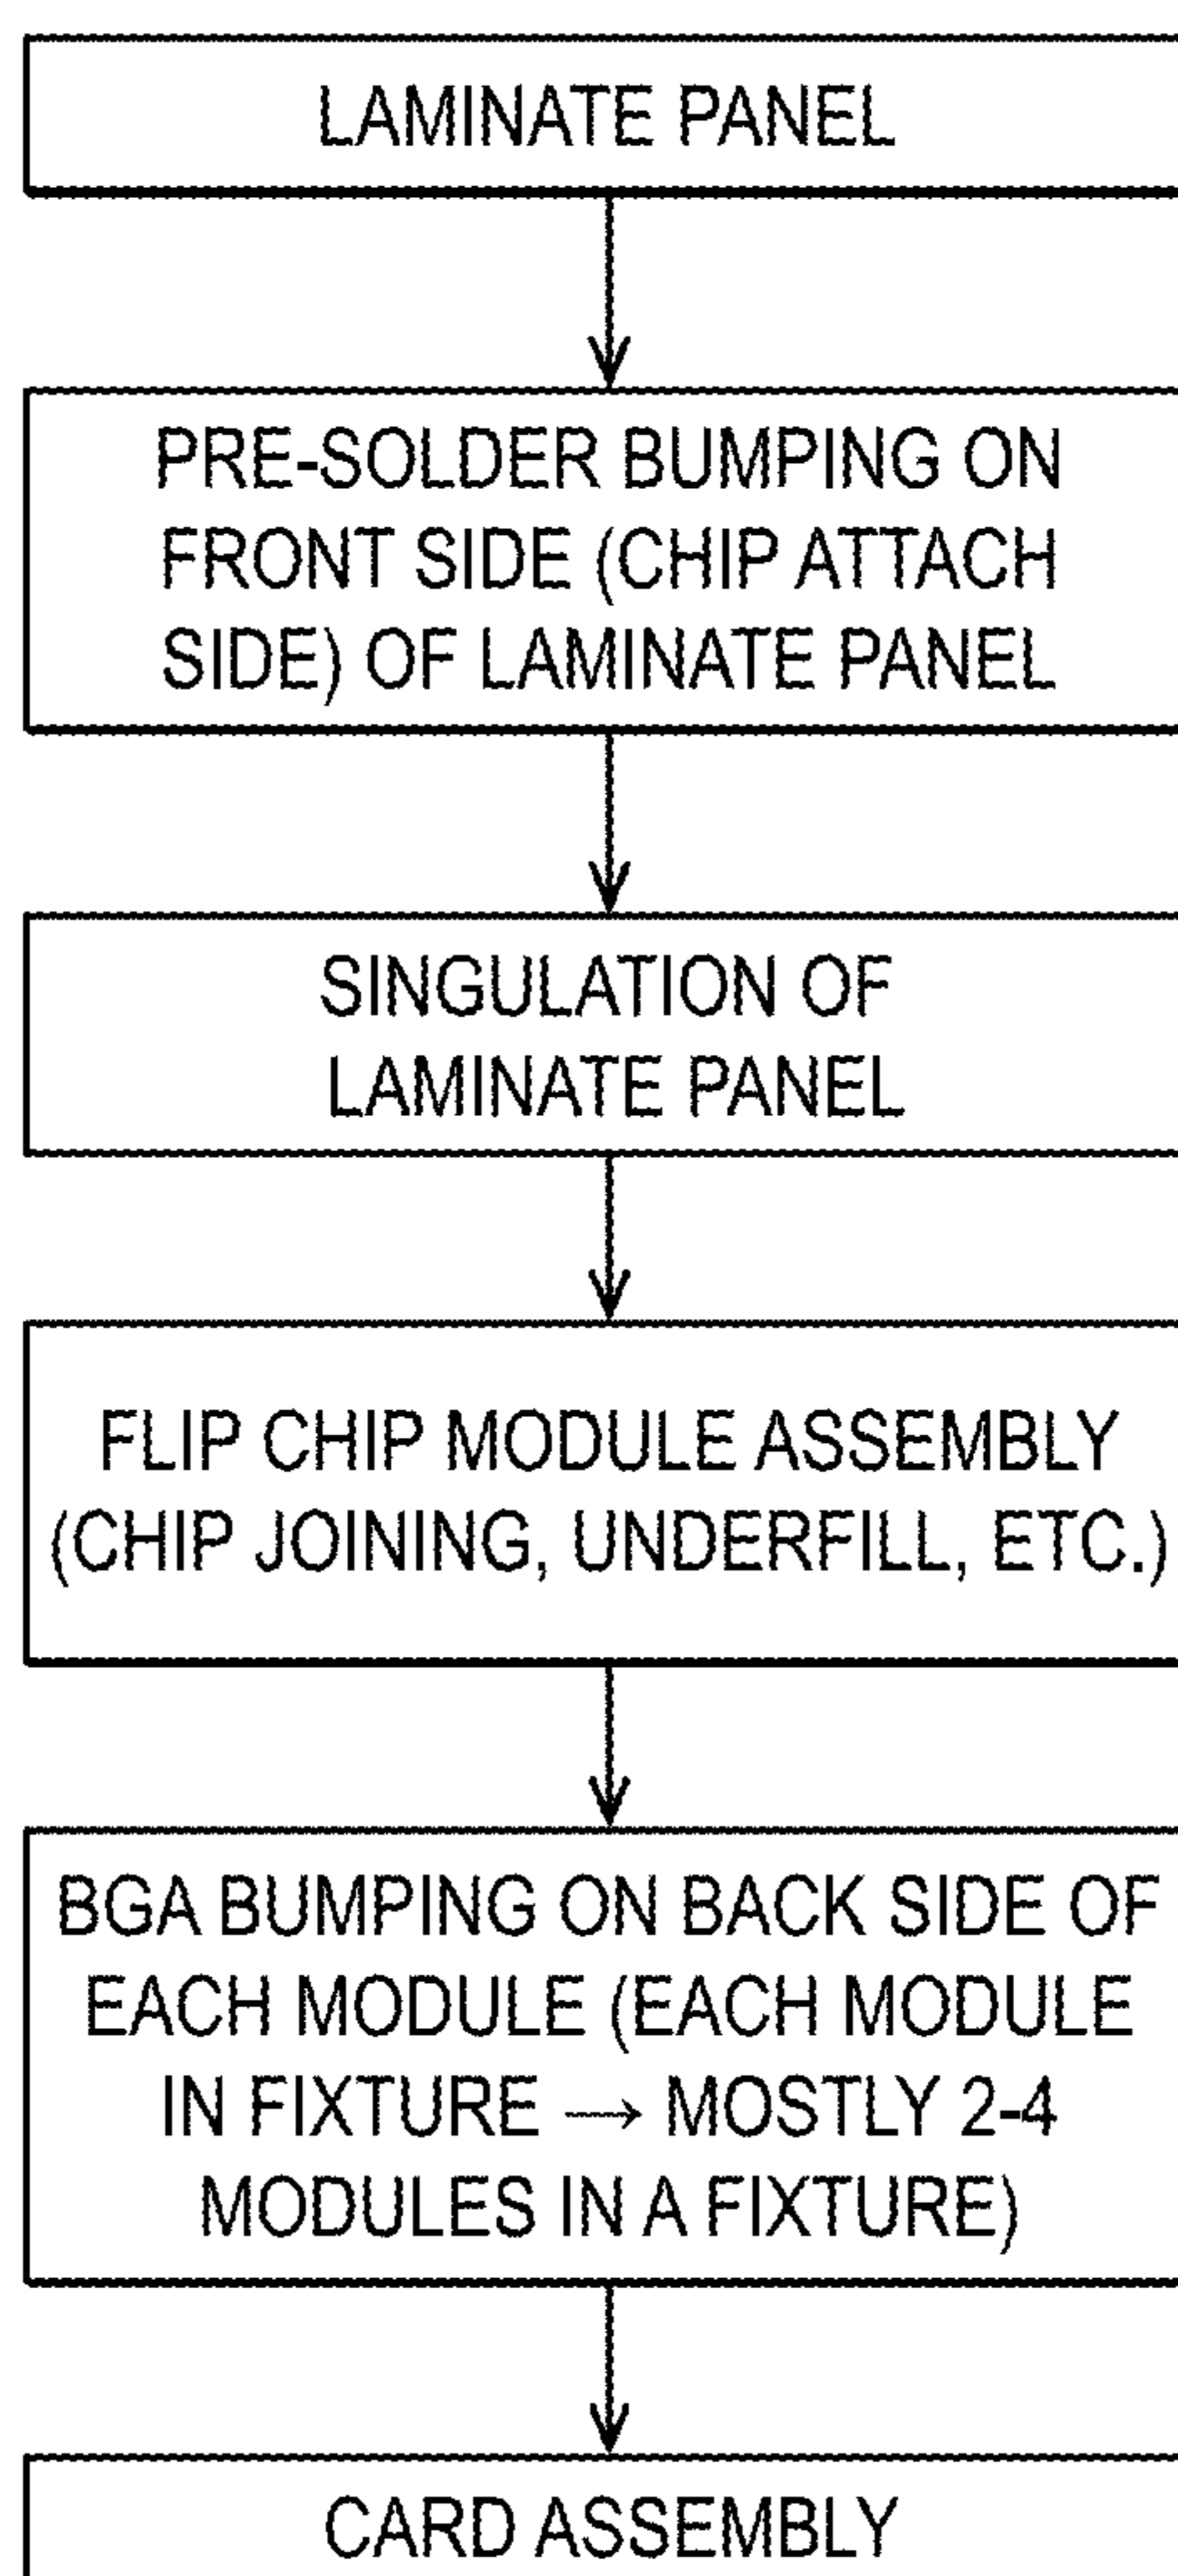 LAMINATE PANEL
PRE-SOLDER BUMPING ON
FRONT SIDE (CHIP ATTACH
SIDE) OF LAMINATE PANEL
SINGULATION OF
LAMINATE PANEL
FLIP CHIP MODULE ASSEMBLY
(CHIP JOINING, UNDERFILL, ETC.)
BGA BUMPING ON BACK SIDE OF
EACH MODULE (EACH MODULE
IN FIXTURE → MOSTLY 2-4
MODULES IN A FIXTURE)
CARD ASSEMBLY